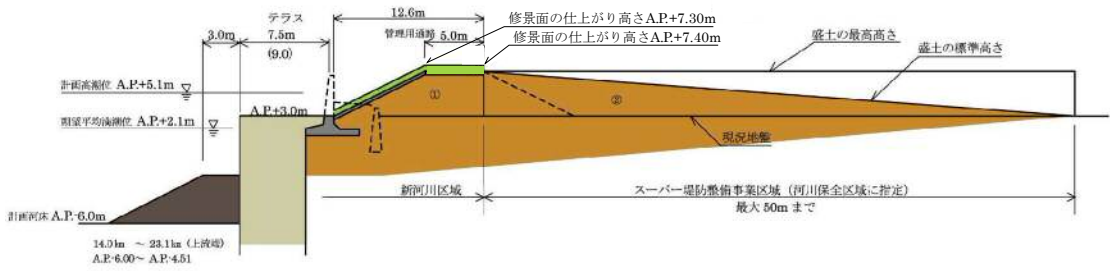 テラス
12.6m
修景面の仕上がり高さA.P.+7.30m
3.0m
7.5m
管理用通路
5.0m
修景面の仕上がり高さA.P.+7.40m
盛土の最高高さ
(9.0)
盛土の標準高さ
計画高潮位 A.P.+5.1m
①
②
A.P.+3.0m
朔望平均満潮位 A.P.+2.1m
現況地盤
新河川区域
スーパー堤防整備事業区域（河川保全区域に指定）
最大 50m まで
計画河床 A.P.-6.0m
14.0km ～ 23.1km (上流端)
A.P.-6.00～ A.P.-4.51